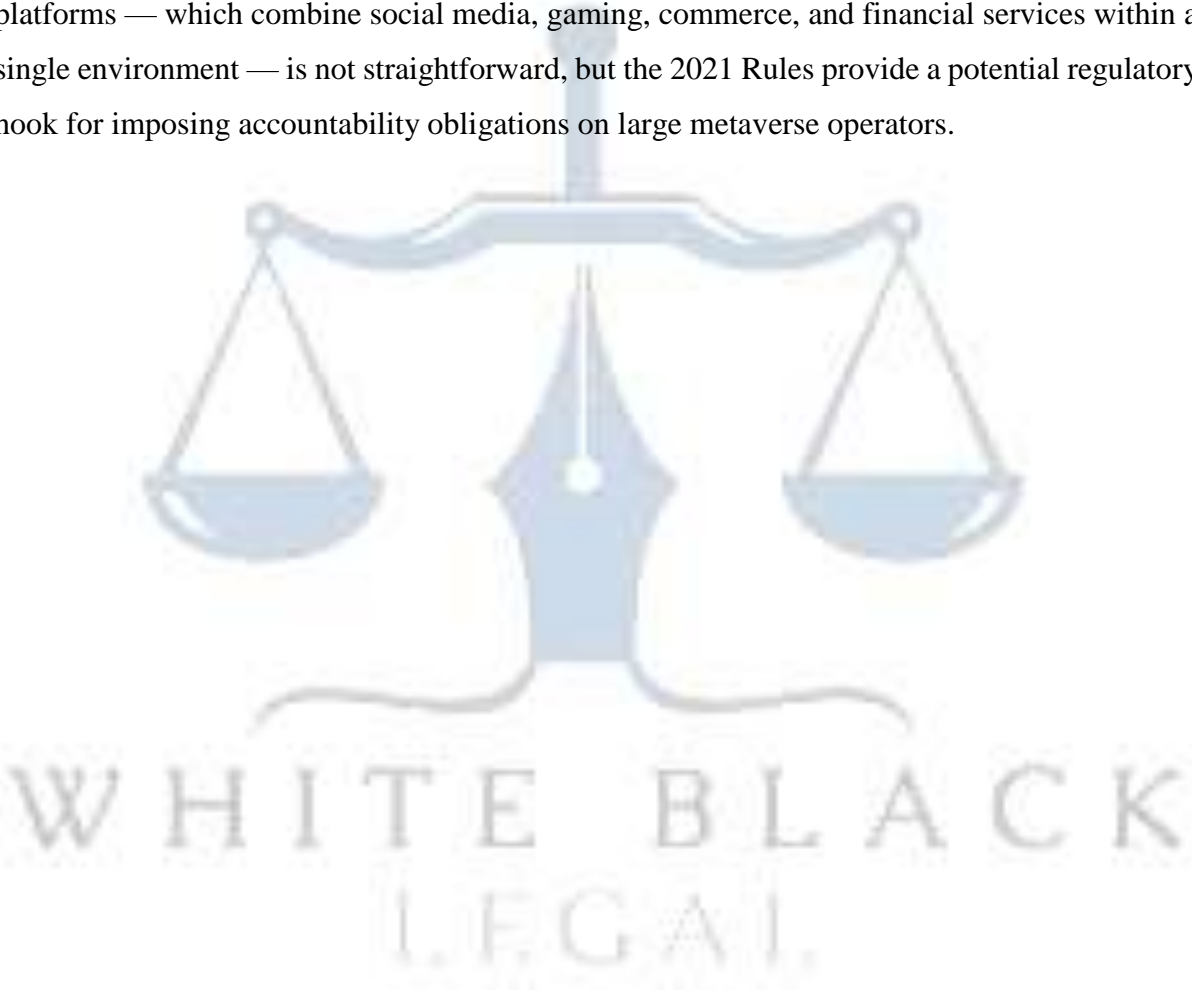 platforms — which combine social media, gaming, commerce, and financial services within a
single environment — is not straightforward, but the 2021 Rules provide a potential regulatory
hook for imposing accountability obligations on large metaverse operators.
WHITE BLACK
LEGAL